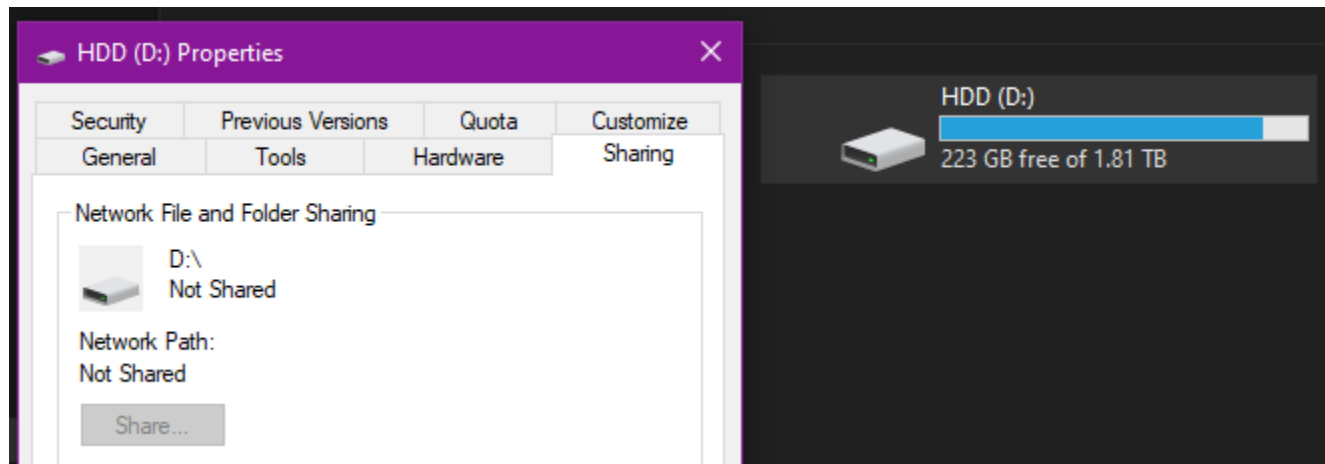 HDD (D:) Properties
Security Previous Versions Quota Customize
General Tools Hardware Sharing
Network File and Folder Sharing
D:\
Not Shared
Network Path:
Not Shared
Share...
HDD (D:)
223 GB free of 1.81 TB